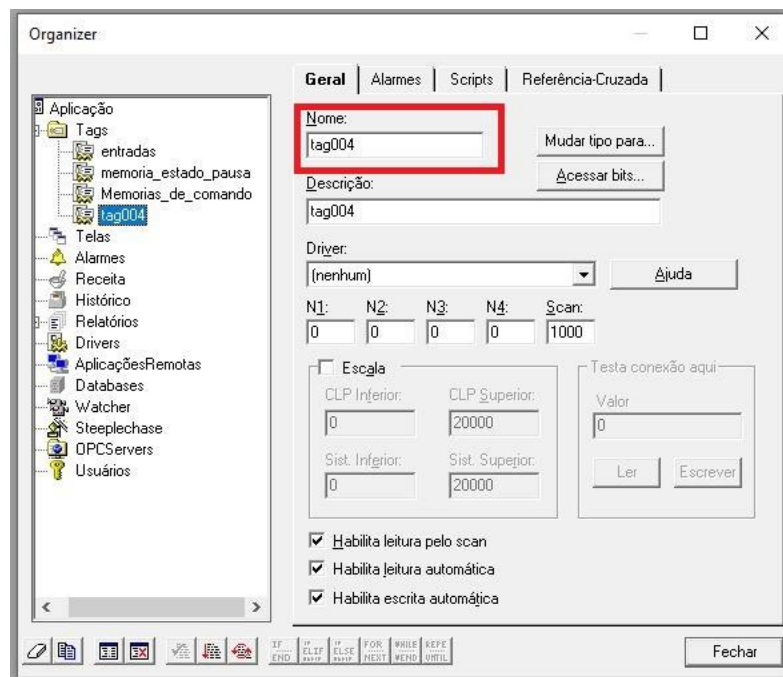 Organizer
Aplicação
Tags
entradas
memoria_estado_pausa
Memorias_de_comando
tag004
Telas
Alarmes
Receita
Histórico
Relatórios
Drivers
AplicaçõesRemotas
Databases
Watcher
Steeplechase
OPCServers
Usuários
Geral Alarmes Scripts Referência-Cruzada
Nome:
tag004 Mudar tipo para...
Acessar bits...
Descrição:
tag004
Driver:
(nenhum) Ajuda
N1: N2: N3: N4: Scan:
0 0 0 0 1000
Escala Testa conexão aqui
CLP Inferior: CLP Superior: Valor
0 20000 0
Sist. Inferior: Sist. Superior: Ler Escrever
0 20000
Habilita leitura pelo scan
Habilita leitura automática
Habilita escrita automática
IF END IF ELIF IF ELSE FOR NEXT WHILE WEND REPE UNTIL Fechar